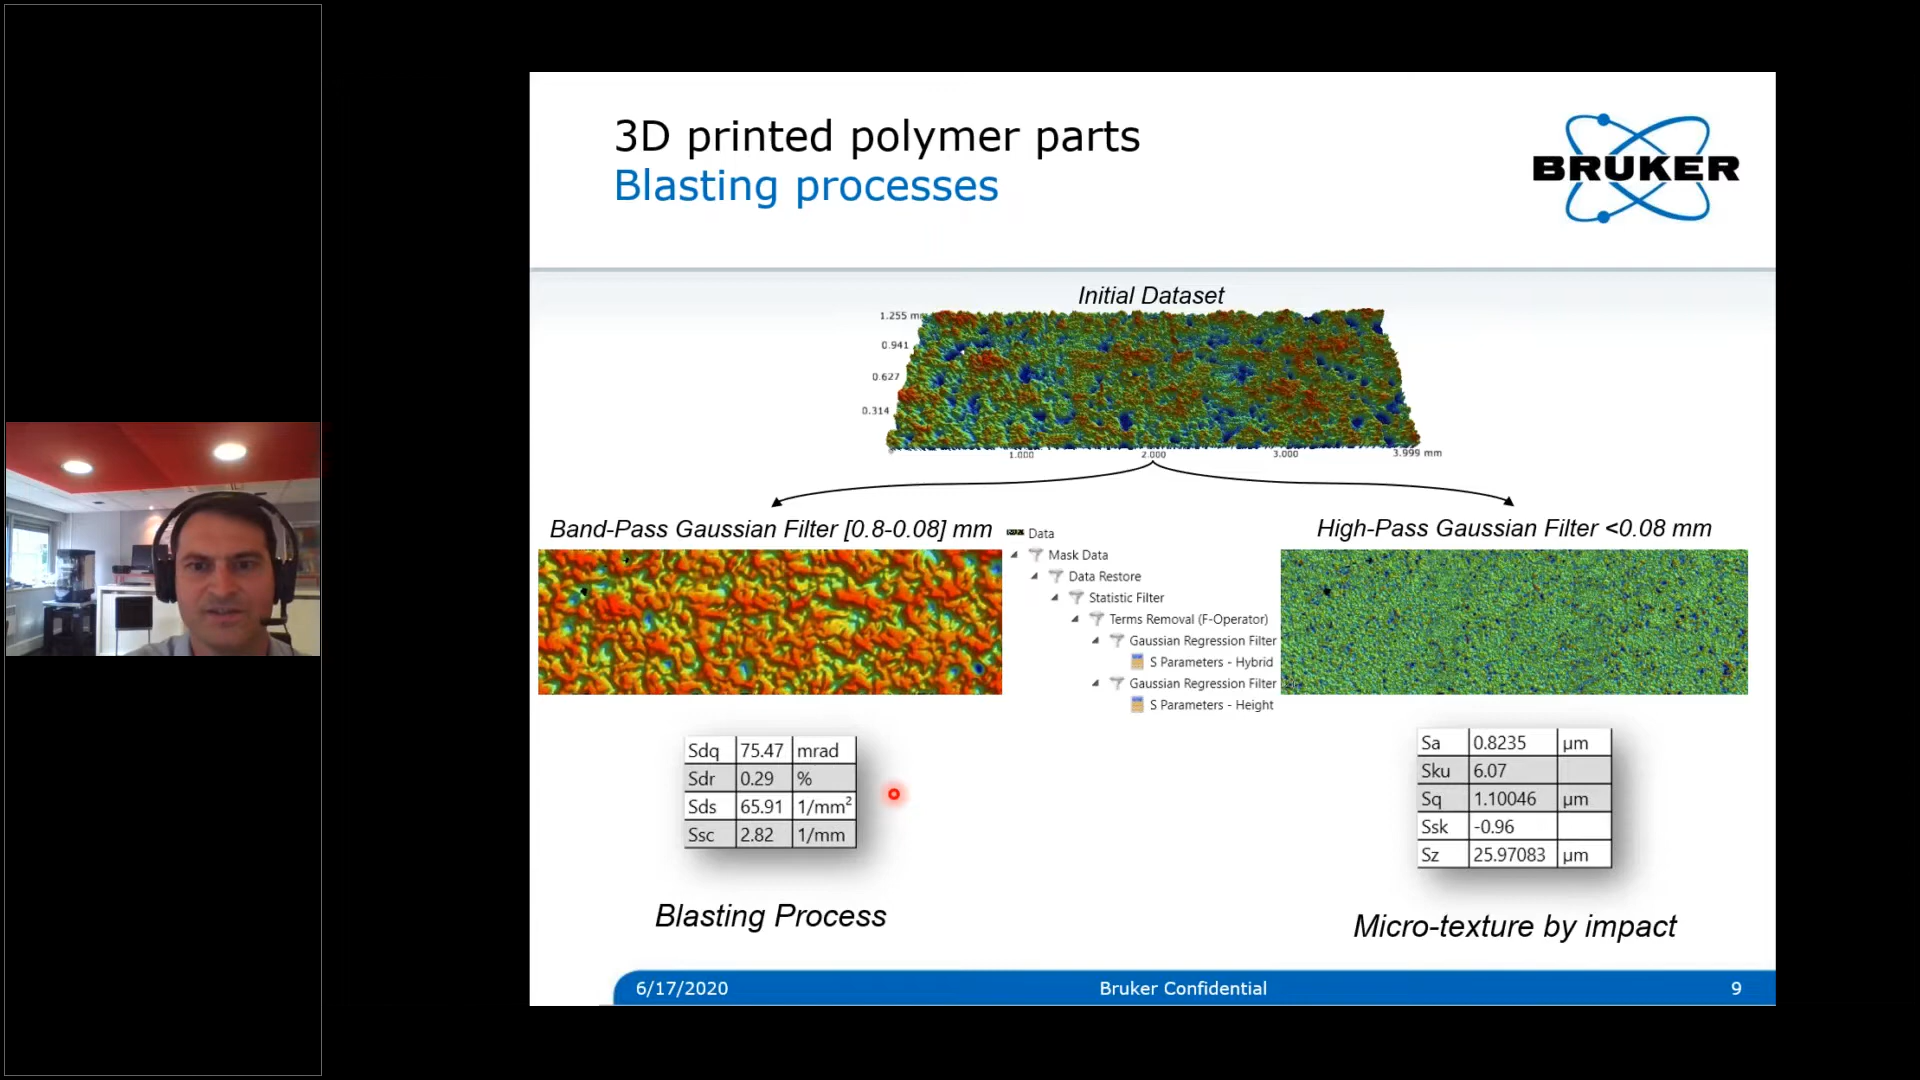 3D printed polymer parts
Blasting processes
BRUKER
Initial Dataset
1.255 mm
0.941
0.627
0.314
0
1.000
2.000
3.000
3.999 mm
Band-Pass Gaussian Filter [0.8-0.08] mm
Data
Mask Data
Data Restore
Statistic Filter
Terms Removal (F-Operator)
Gaussian Regression Filter
S Parameters - Hybrid
Gaussian Regression Filter
S Parameters - Height
High-Pass Gaussian Filter <0.08 mm
Sdq 75.47 mrad
Sdr 0.29 %
Sds 65.91 1/mm²
Ssc 2.82 1/mm
Blasting Process
Sa 0.8235 µm
Sku 6.07
Sq 1.10046 µm
Ssk -0.96
Sz 25.97083 µm
Micro-texture by impact
6/17/2020
Bruker Confidential
9